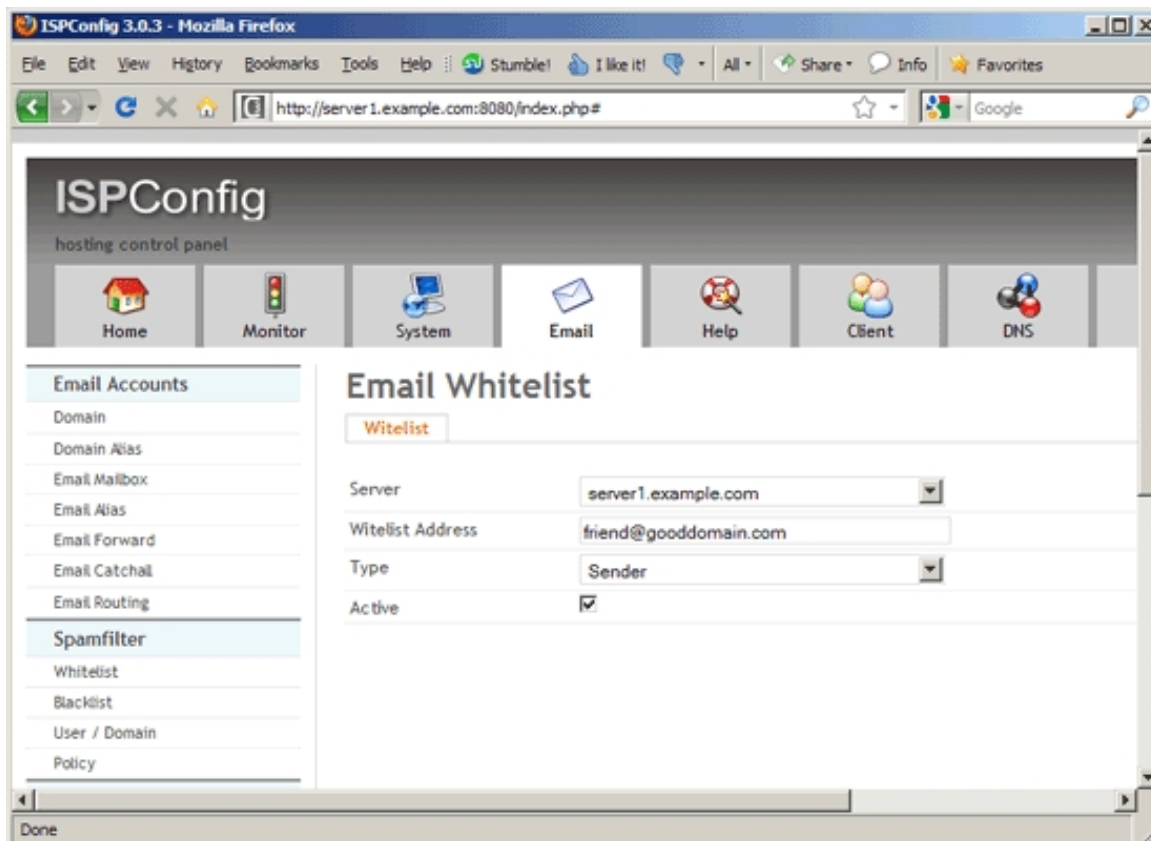 ISPConfig 3.0.3 - Mozilla Firefox
File Edit View History Bookmarks Tools Help Stumble! I like it! All Share Info Favorites
http://server1.example.com:8080/index.php# Google
ISPConfig
hosting control panel
Home Monitor System Email Help Client DNS
Email Accounts
Domain
Domain Alias
Email Mailbox
Email Alias
Email Forward
Email Catchall
Email Routing
Spamfilter
Whitelist
Blacklist
User / Domain
Policy
Email Whitelist
Witelist
Server server1.example.com
Witelist Address friend@gooddomain.com
Type Sender
Active
Done